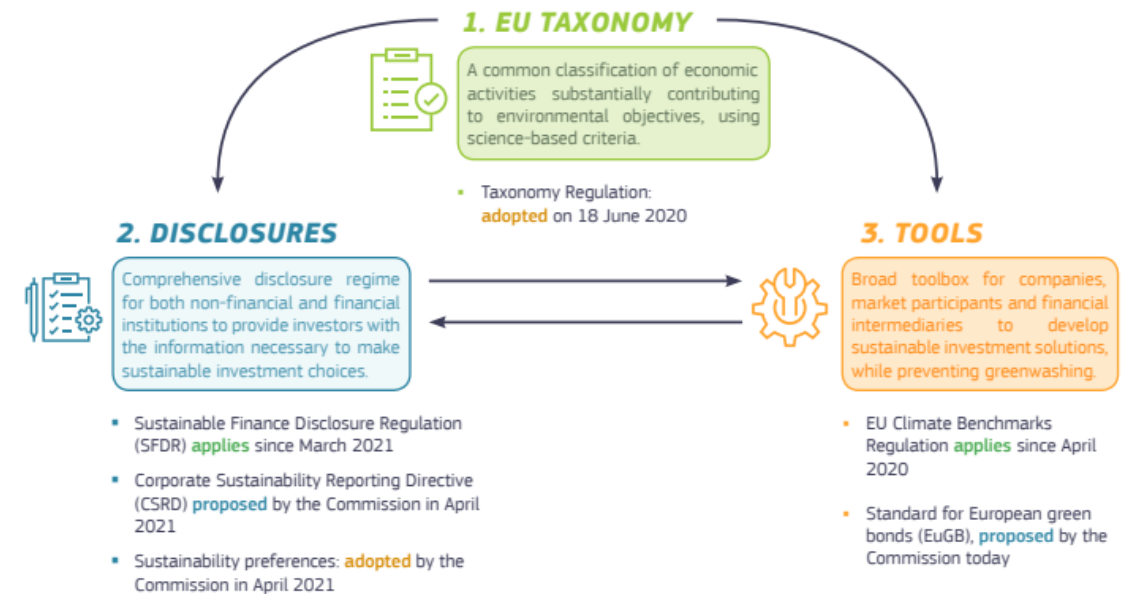 1. EU TAXONOMY
A common classification of economic
activities substantially contributing
to environmental objectives, using
science-based criteria.
Taxonomy Regulation:
adopted on 18 June 2020
2. DISCLOSURES
Comprehensive disclosure regime
for both non-financial and financial
institutions to provide investors with
the information necessary to make
sustainable investment choices.
Sustainable Finance Disclosure Regulation
(SFDR) applies since March 2021
Corporate Sustainability Reporting Directive
(CSRD) proposed by the Commission in April
2021
Sustainability preferences: adopted by the
Commission in April 2021
3. TOOLS
Broad toolbox for companies,
market participants and financial
intermediaries to develop
sustainable investment solutions,
while preventing greenwashing.
EU Climate Benchmarks
Regulation applies since April
2020
Standard for European green
bonds (EuGB), proposed by the
Commission today